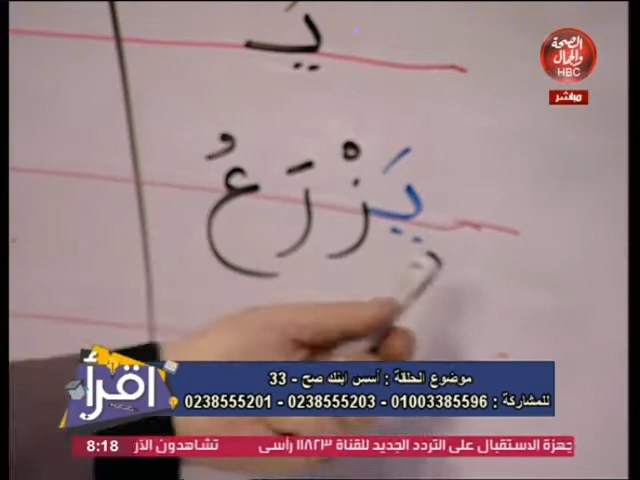 يَ
الصحة
والجمال
HBC
مباشر
يَزْرَعُ
اقرأ
موضوع الحلقة : أسس ابنك صح - 33
للمشاركة : 01003385596 - 0238555203 - 0238555201
جهزة الاستقبال على التردد الجديد للقناة ١١٨٢٣ رأسى تشاهدون الآن
8:18